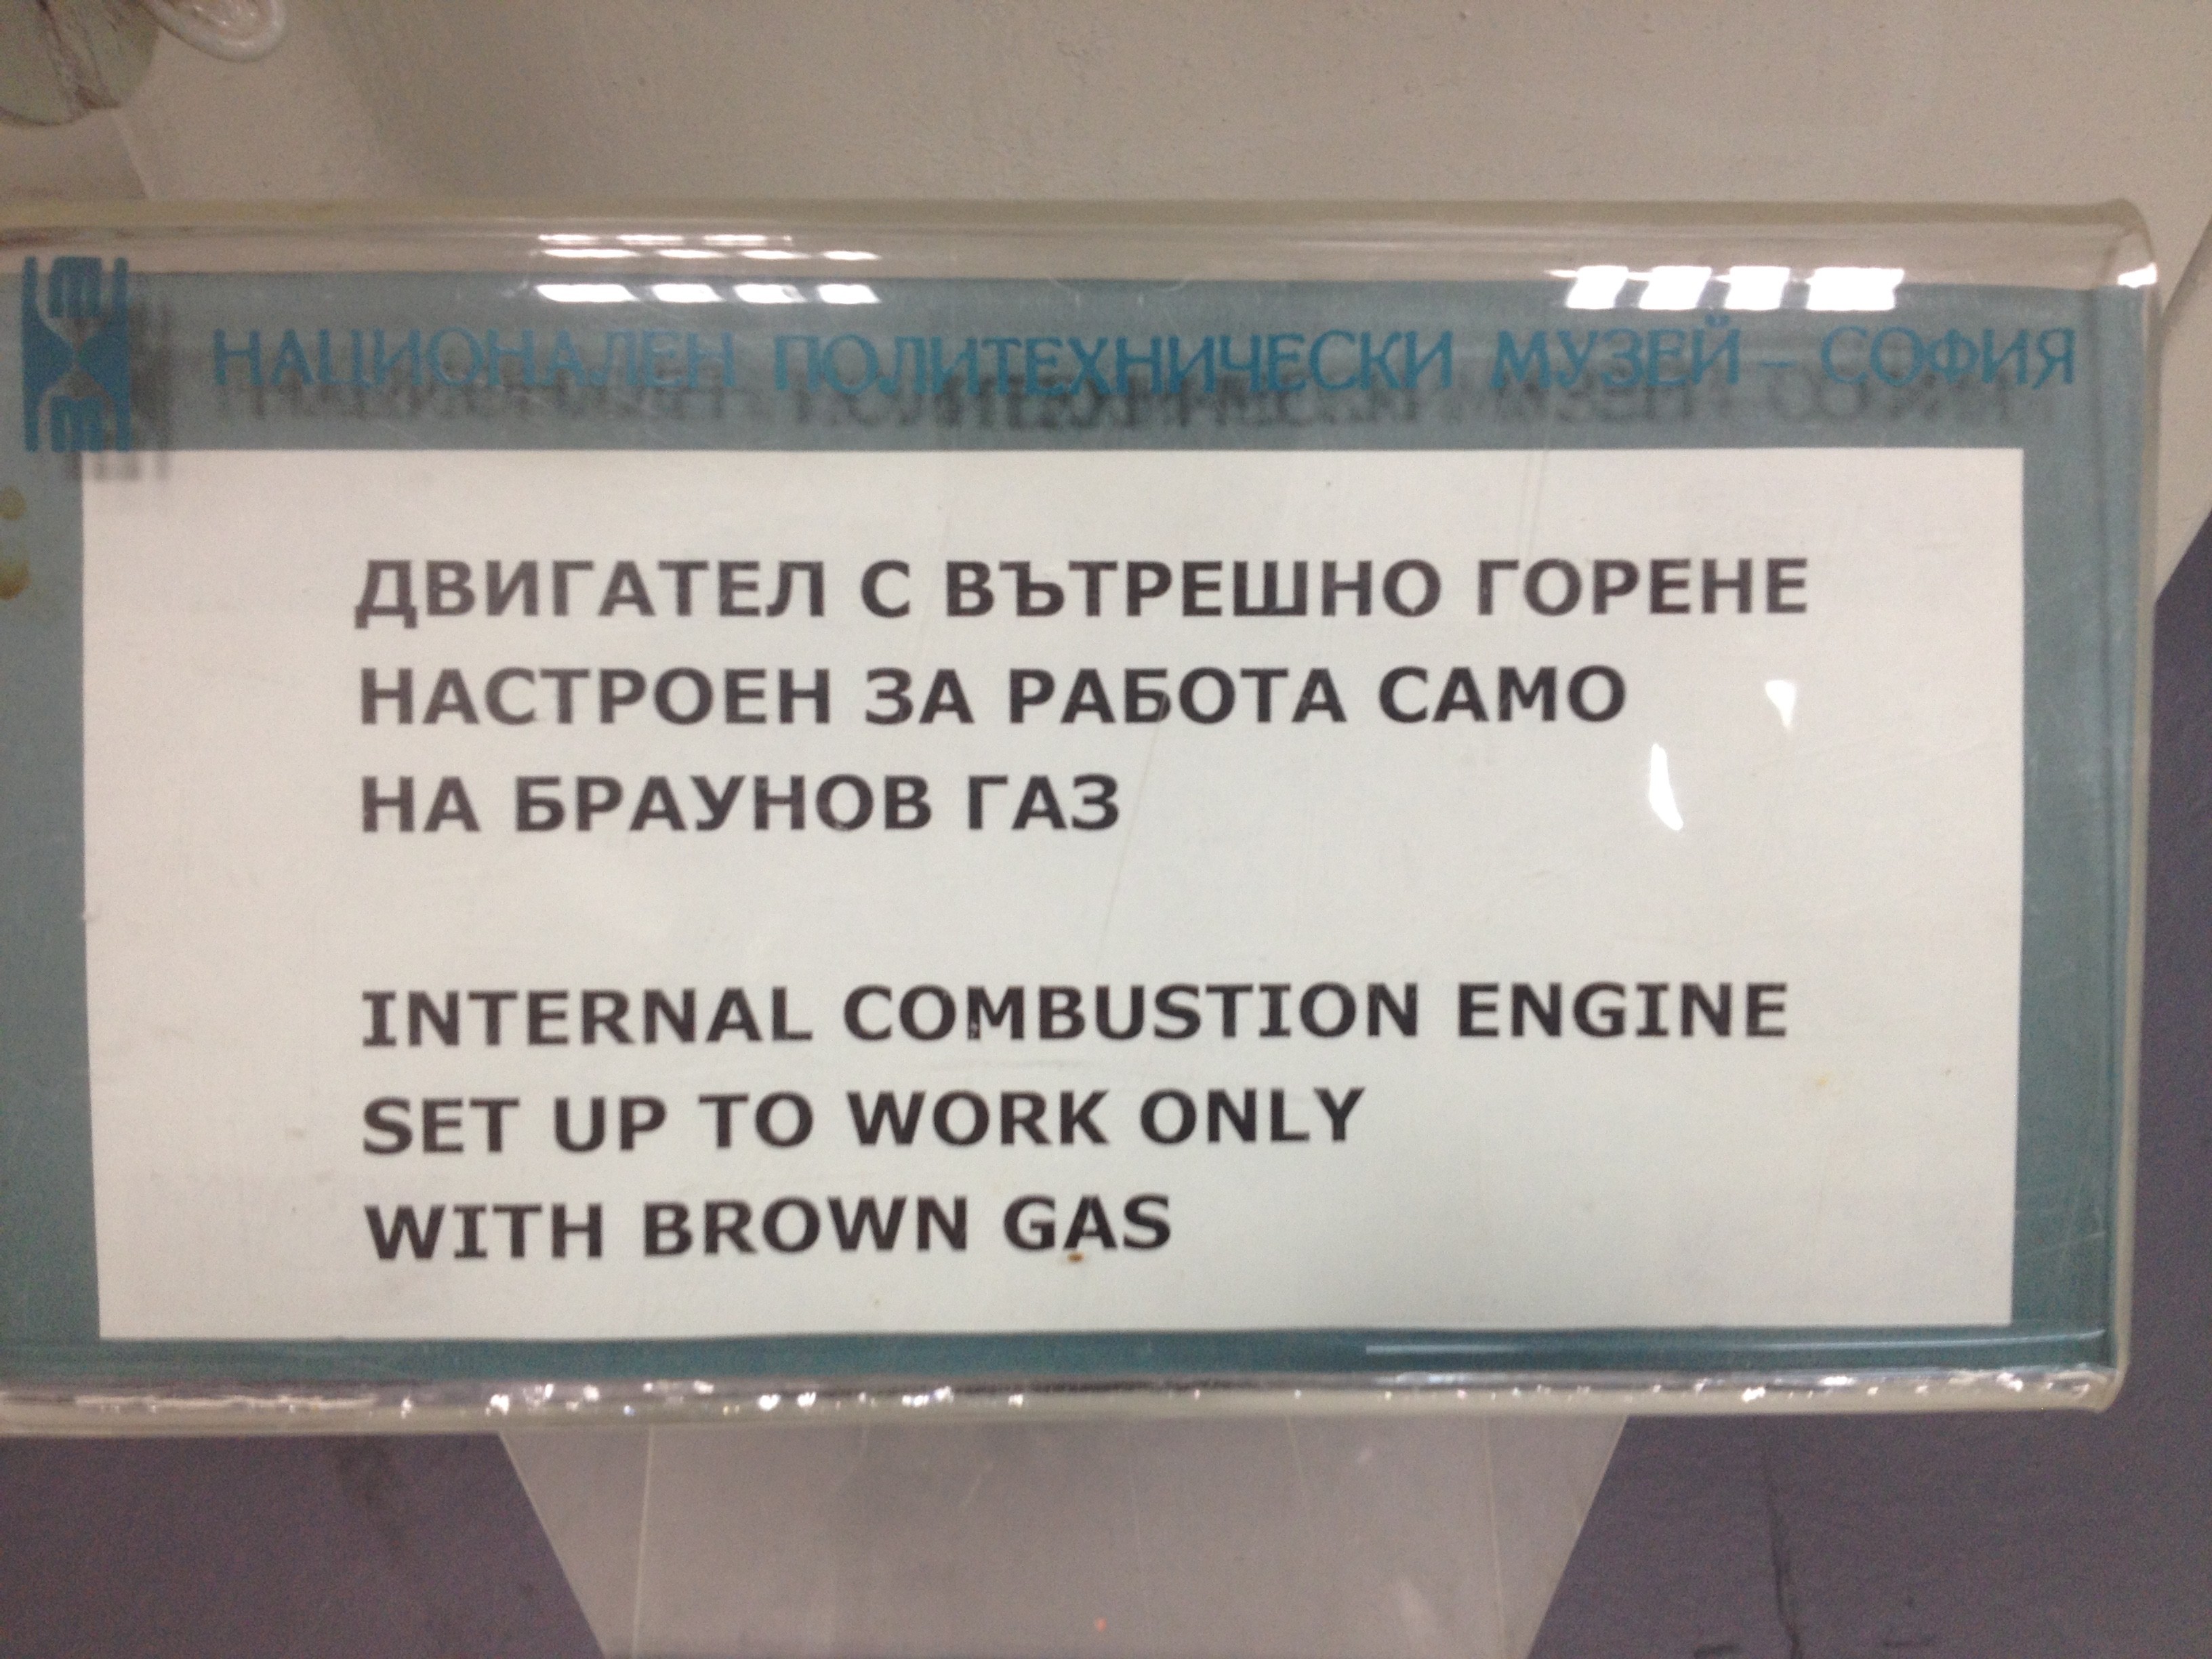 НАЦИОНАЛЕН ПОЛИТЕХНИЧЕСКИ МУЗЕЙ – СОФИЯ
ДВИГАТЕЛ С ВЪТРЕШНО ГОРЕНЕ
НАСТРОЕН ЗА РАБОТА САМО
НА БРАУНОВ ГАЗ
INTERNAL COMBUSTION ENGINE
SET UP TO WORK ONLY
WITH BROWN GAS